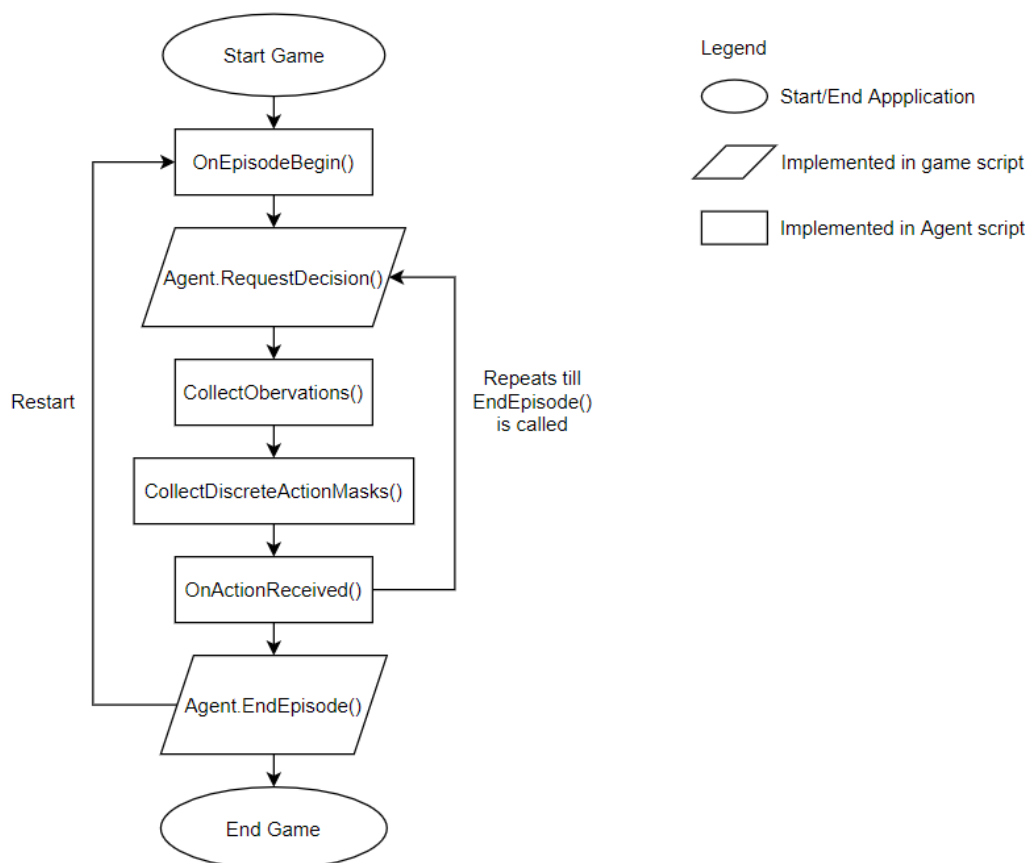 Start Game
OnEpisodeBegin()
Agent.RequestDecision()
CollectObervations()
CollectDiscreteActionMasks()
OnActionReceived()
Agent.EndEpisode()
End Game
Restart
Repeats till
EndEpisode()
is called
Legend
Start/End Appplication
Implemented in game script
Implemented in Agent script